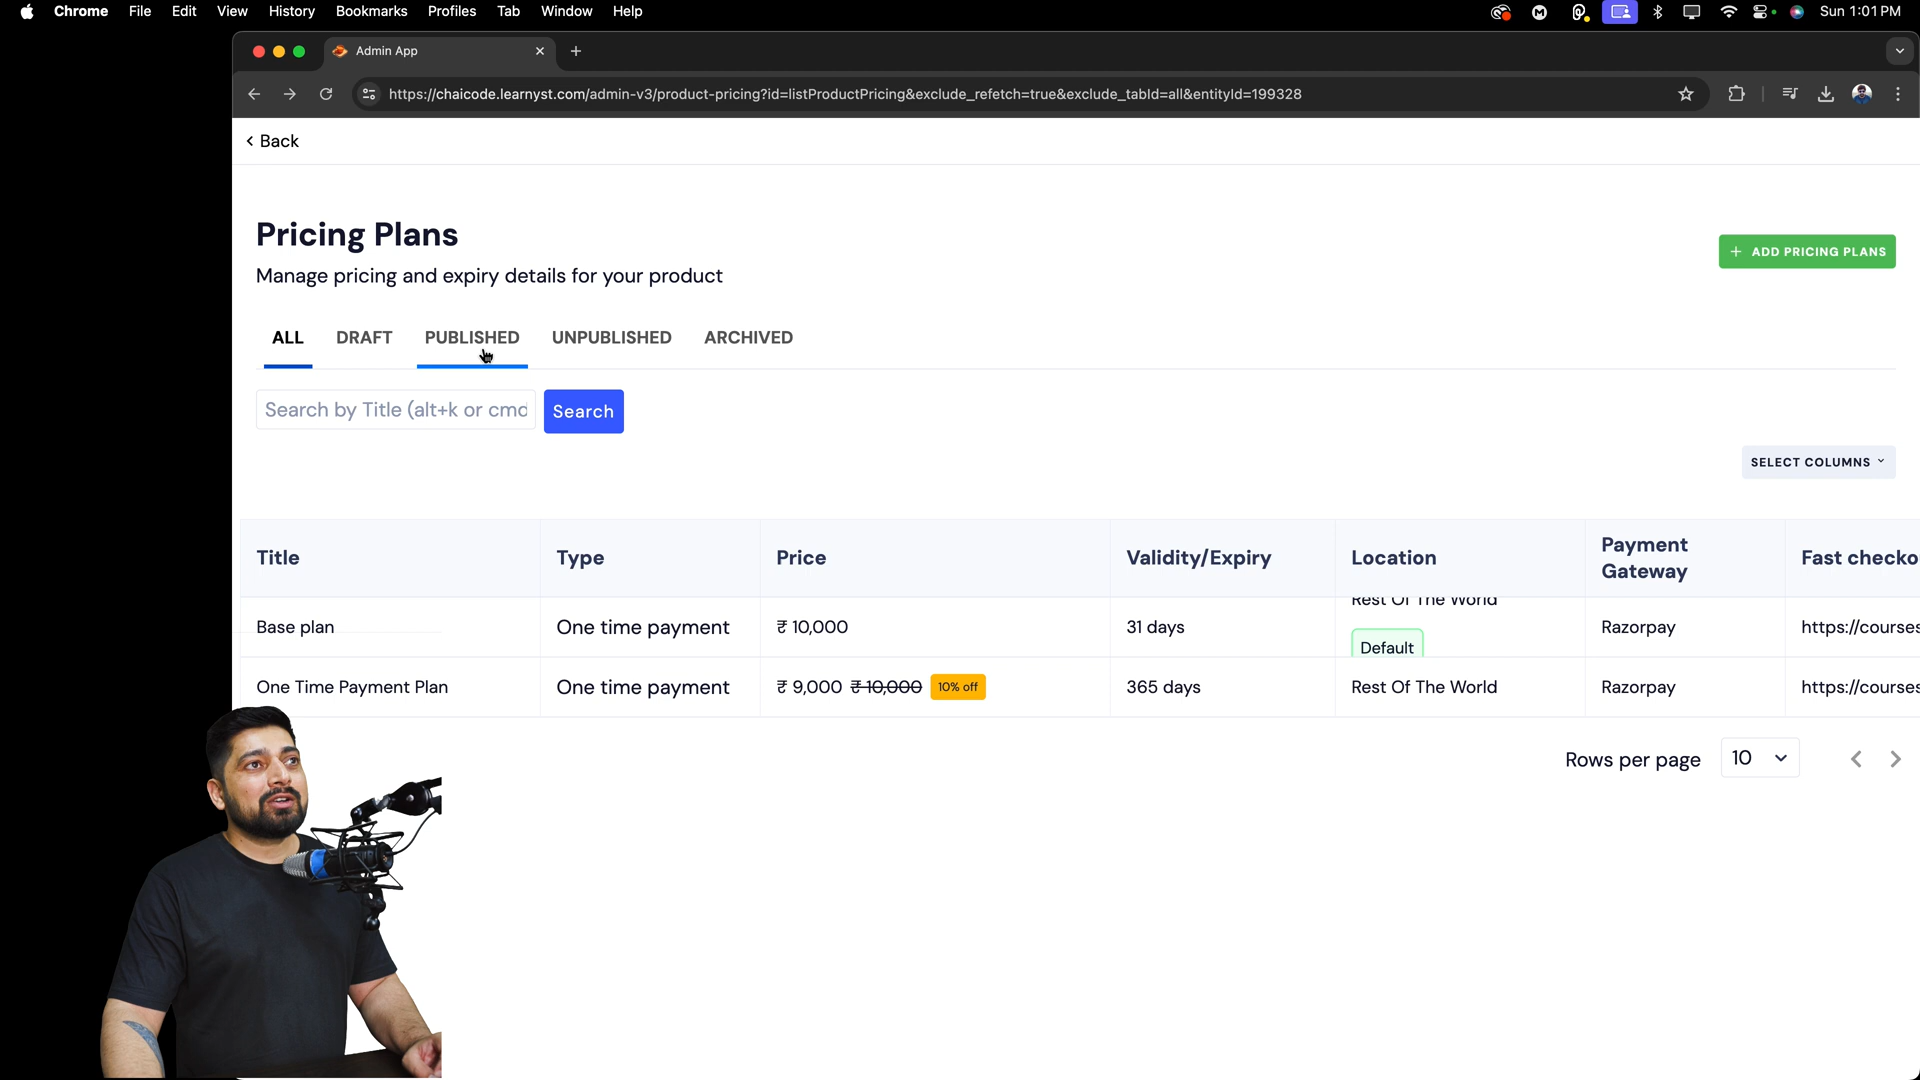 Chrome File Edit View History Bookmarks Profiles Tab Window Help
Sun 1:01 PM
Admin App
https://chaicode.learnyst.com/admin-v3/product-pricing?id=listProductPricing&exclude_refetch=true&exclude_tabId=all&entityId=199328
Back
Pricing Plans
Manage pricing and expiry details for your product
+ ADD PRICING PLANS
ALL DRAFT PUBLISHED UNPUBLISHED ARCHIVED
Search by Title (alt+k or cmd
Search
SELECT COLUMNS
Title Type Price Validity/Expiry Location Payment Gateway Fast checko
Rest Of The World
Base plan One time payment ₹ 10,000 31 days Razorpay https://courses
Default
One Time Payment Plan One time payment ₹ 9,000 ₹ 10,000 10% off 365 days Rest Of The World Razorpay https://courses
Rows per page 10